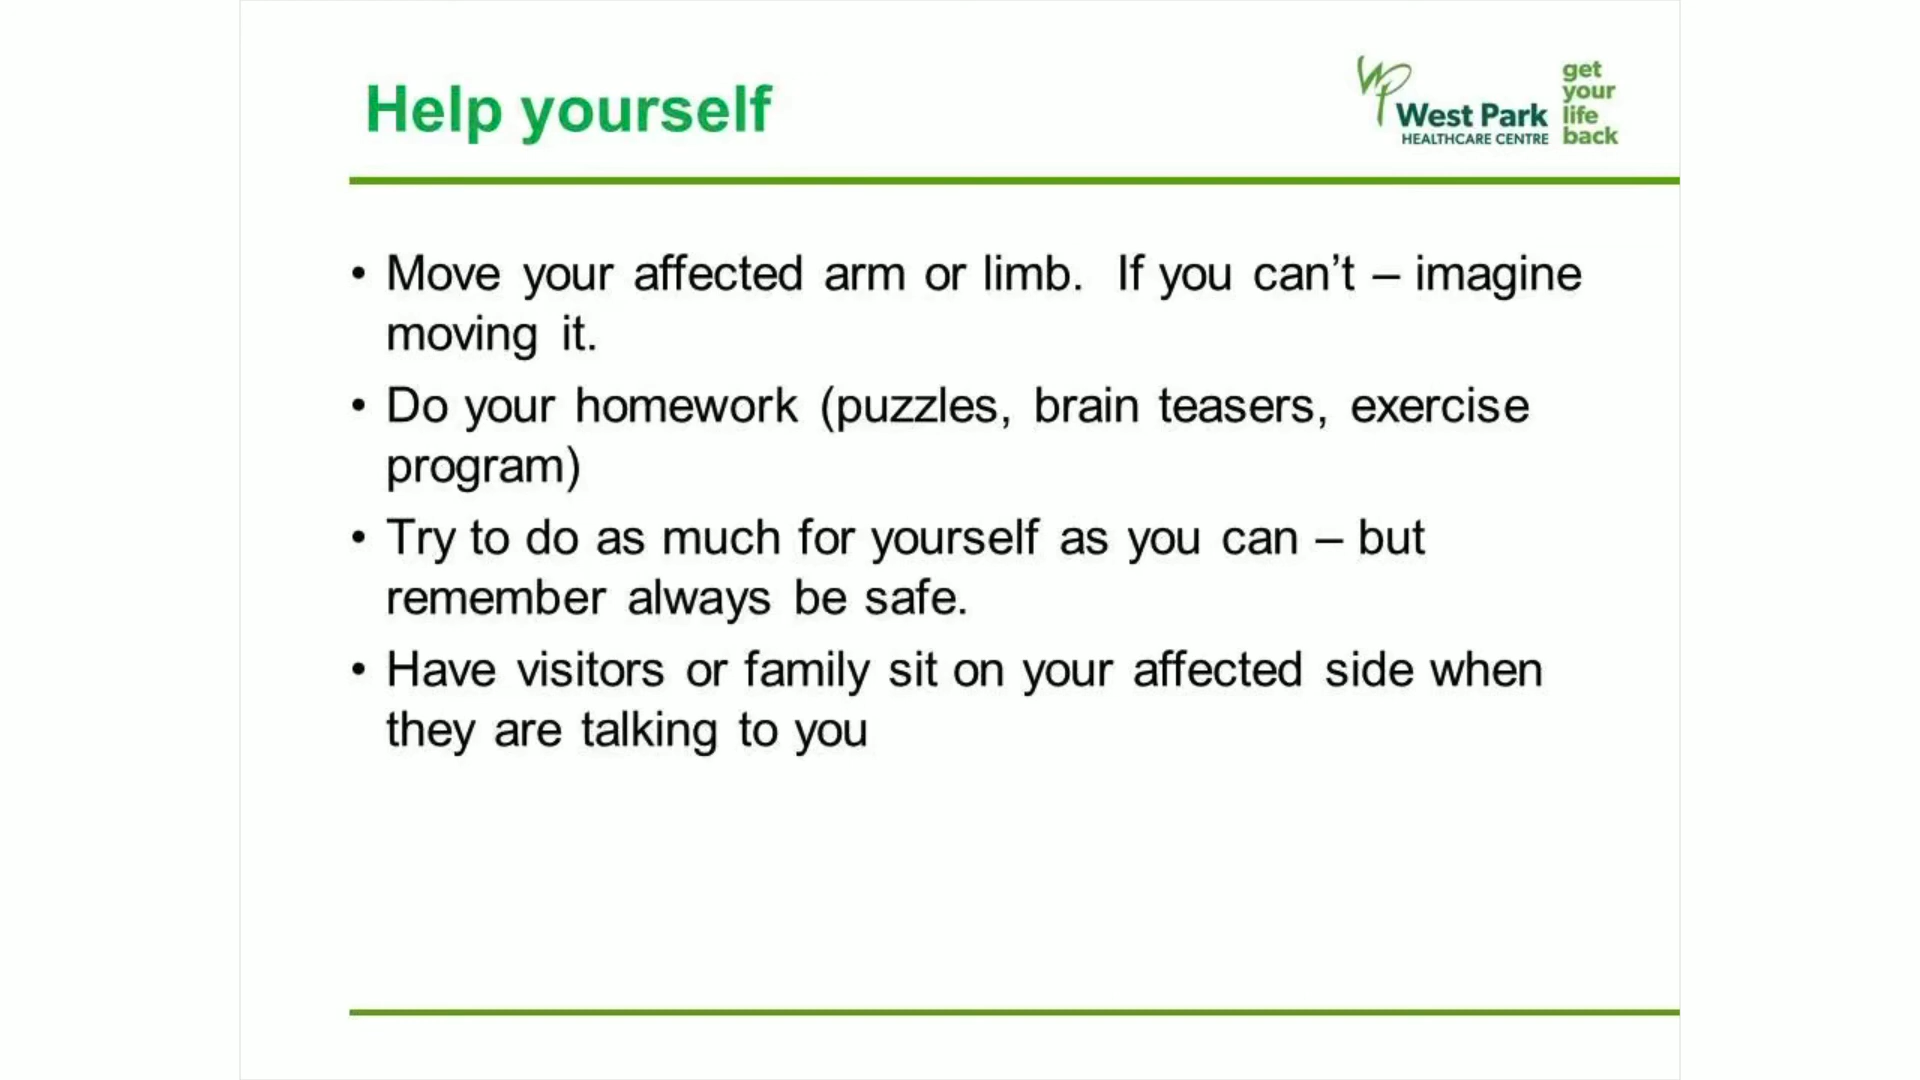 Help yourself
West Park
HEALTHCARE CENTRE
get
your
life
back
• Move your affected arm or limb.  If you can’t – imagine
moving it.
• Do your homework (puzzles, brain teasers, exercise
program)
• Try to do as much for yourself as you can – but
remember always be safe.
• Have visitors or family sit on your affected side when
they are talking to you